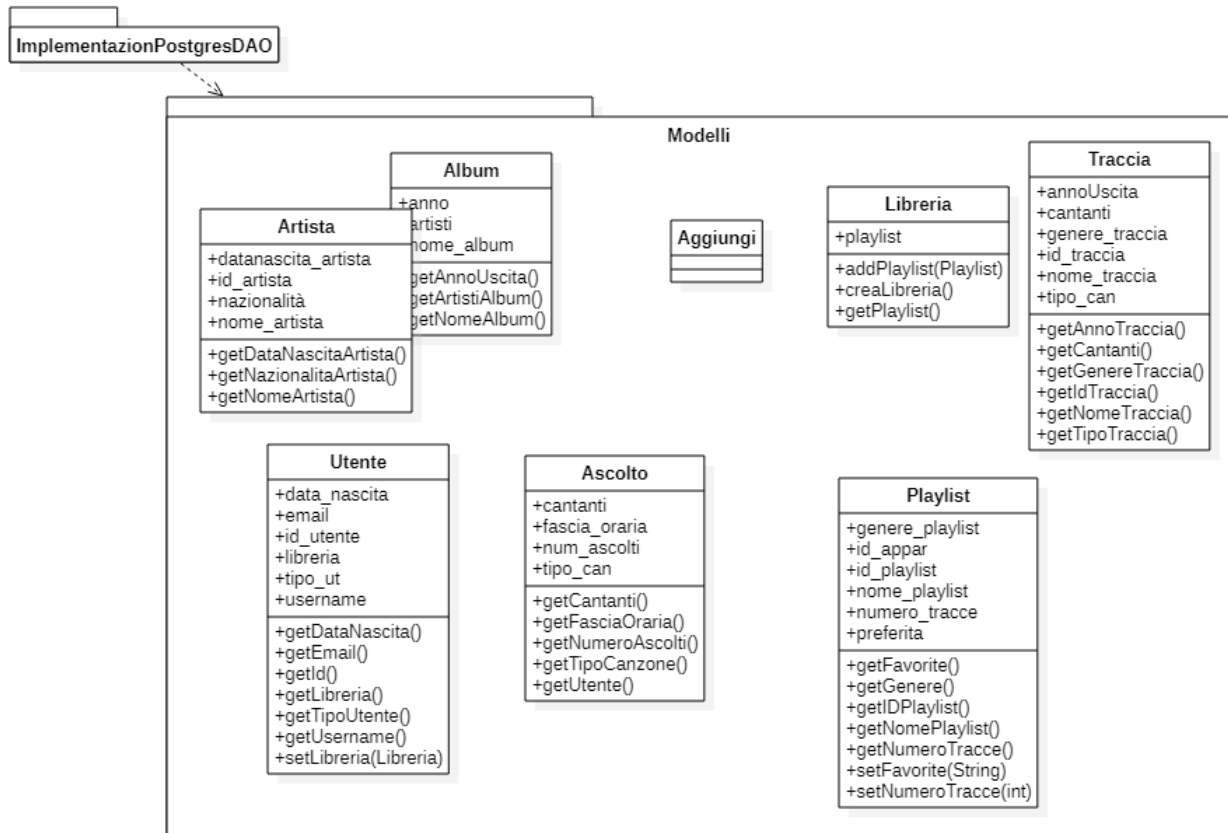 ImplementazionPostgresDAO
Modelli
Album
+anno
artisti
nome_album
getAnnoUscita()
getArtistiAlbum()
getNomeAlbum()
Artista
+datanascita_artista
+id_artista
+nazionalità
+nome_artista
+getDataNascitaArtista()
+getNazionalitaArtista()
+getNomeArtista()
Aggiungi
Libreria
+playlist
+addPlaylist(Playlist)
+creaLibreria()
+getPlaylist()
Traccia
+annoUscita
+cantanti
+genere_traccia
+id_traccia
+nome_traccia
+tipo_can
+getAnnoTraccia()
+getCantanti()
+getGenereTraccia()
+getIdTraccia()
+getNomeTraccia()
+getTipoTraccia()
Utente
+data_nascita
+email
+id_utente
+libreria
+tipo_ut
+username
+getDataNascita()
+getEmail()
+getId()
+getLibreria()
+getTipoUtente()
+getUsername()
+setLibreria(Libreria)
Ascolto
+cantanti
+fascia_oraria
+num_ascolti
+tipo_can
+getCantanti()
+getFasciaOraria()
+getNumeroAscolti()
+getTipoCanzone()
+getUtente()
Playlist
+genere_playlist
+id_appar
+id_playlist
+nome_playlist
+numero_tracce
+preferita
+getFavorite()
+getGenere()
+getIDPlaylist()
+getNomePlaylist()
+getNumeroTracce()
+setFavorite(String)
+setNumeroTracce(int)